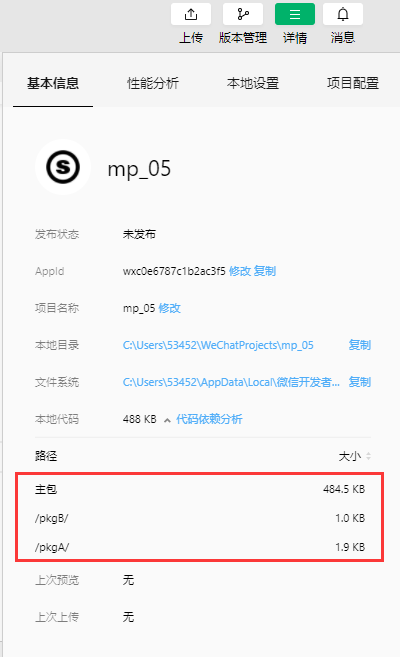 上传 版本管理 详情 消息
基本信息 性能分析 本地设置 项目配置
S mp_05
发布状态 未发布
AppId wxc0e6787c1b2ac3f5 修改 复制
项目名称 mp_05 修改
本地目录 C:\Users\53452\WeChatProjects\mp_05 复制
文件系统 C:\Users\53452\AppData\Local\微信开发者... 复制
本地代码 488 KB 代码依赖分析
路径 大小
主包 484.5 KB
/pkgB/ 1.0 KB
/pkgA/ 1.9 KB
上次预览 无
上次上传 无